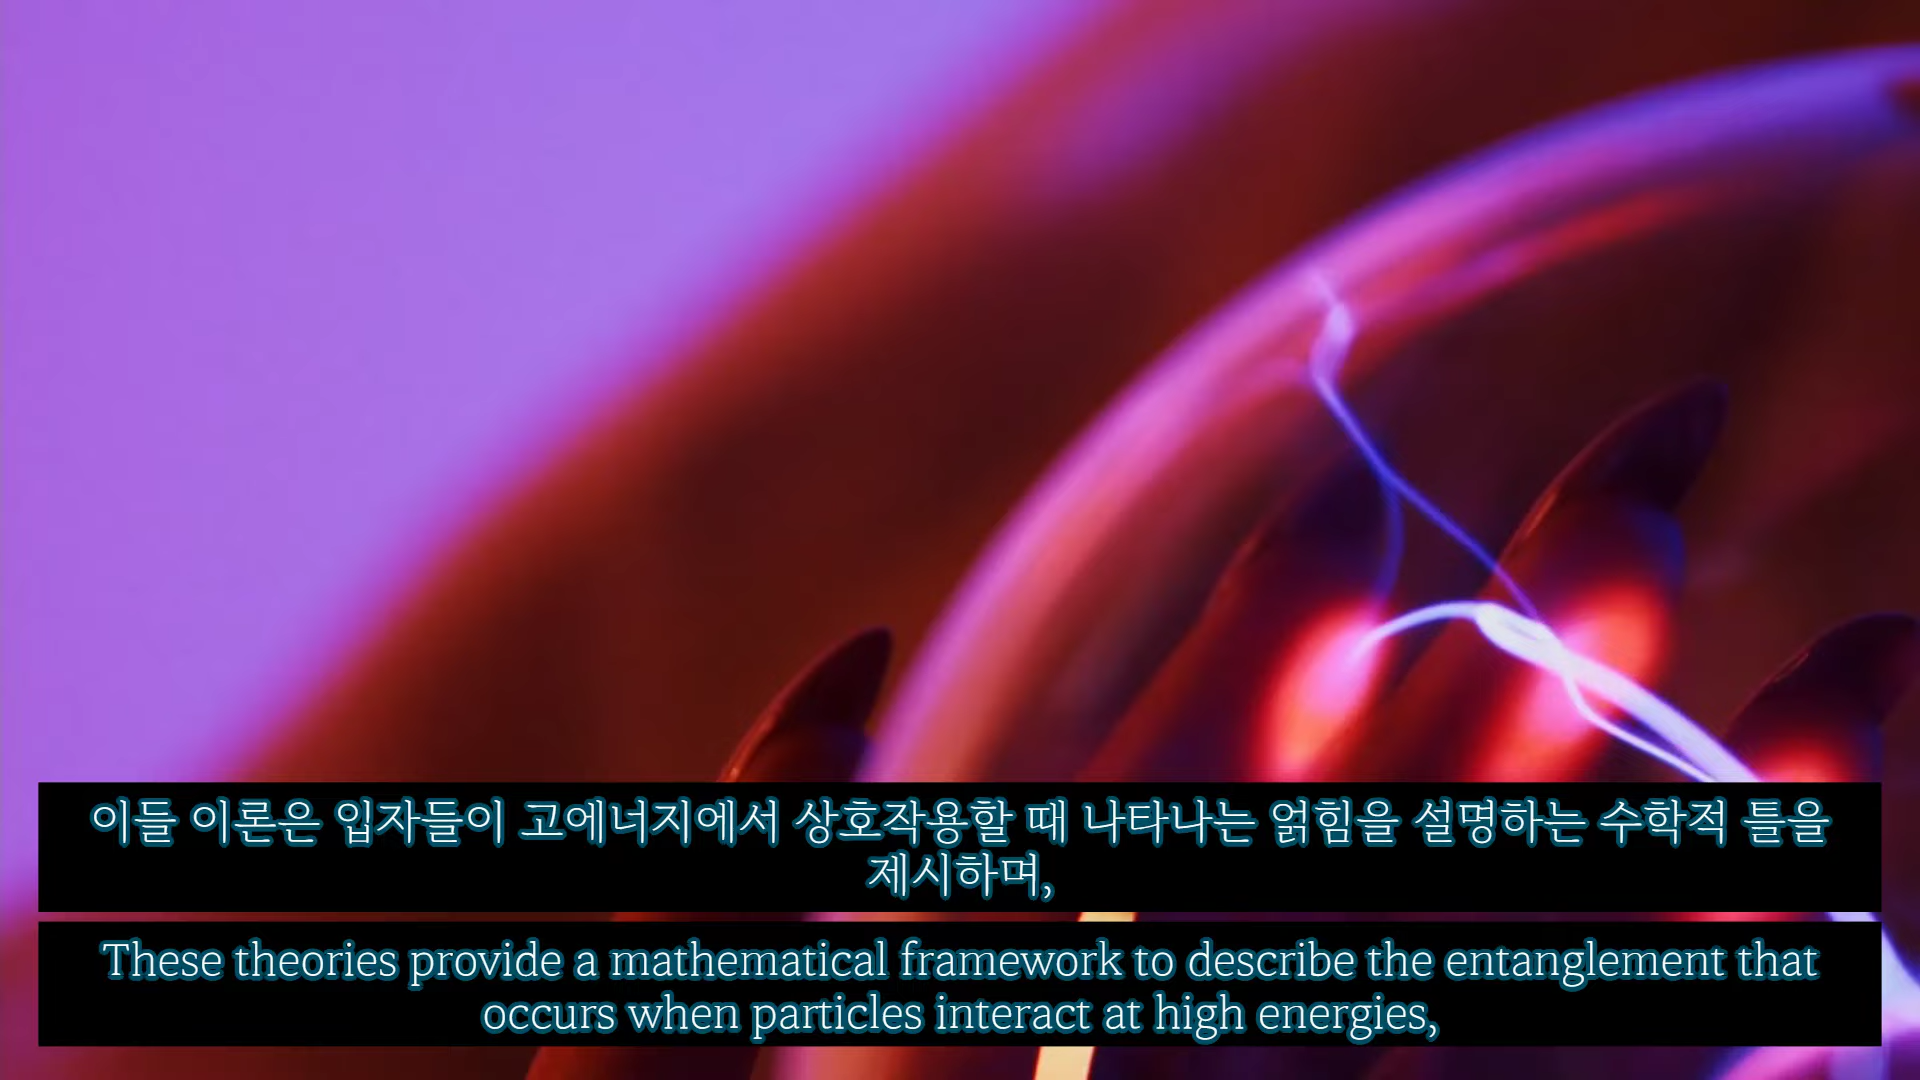 이들 이론은 입자들이 고에너지에서 상호작용할 때 나타나는 얽힘을 설명하는 수학적 틀을
제시하며,
These theories provide a mathematical framework to describe the entanglement that
occurs when particles interact at high energies,